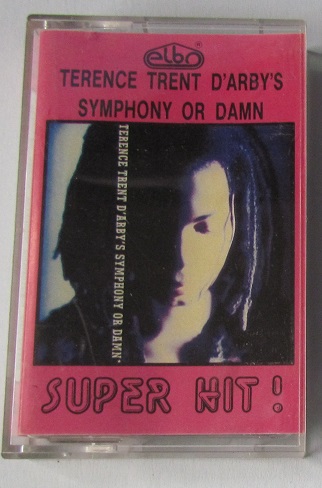 elbo
TERENCE TRENT D'ARBY'S
SYMPHONY OR DAMN
TERENCE TRENT D'ARBY'S SYMPHONY OR DAMN*
SUPER HIT!